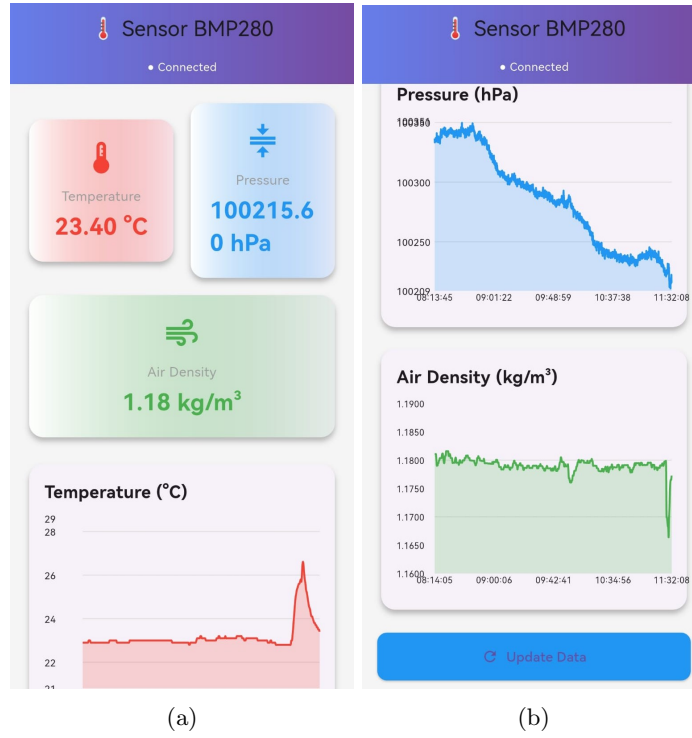 Sensor BMP280
Connected
Temperature
23.40 °C
Pressure
100215.6
0 hPa
Air Density
1.18 kg/m³
Temperature (°C)
29
28
26
24
22
21
(a)
Sensor BMP280
Connected
Pressure (hPa)
100350
100300
100250
100209
08:13:45 09:01:22 09:48:59 10:37:38 11:32:08
Air Density (kg/m³)
1.1900
1.1850
1.1800
1.1750
1.1700
1.1650
1.1600
08:14:05 09:00:06 09:42:41 10:34:56 11:32:08
Update Data
(b)